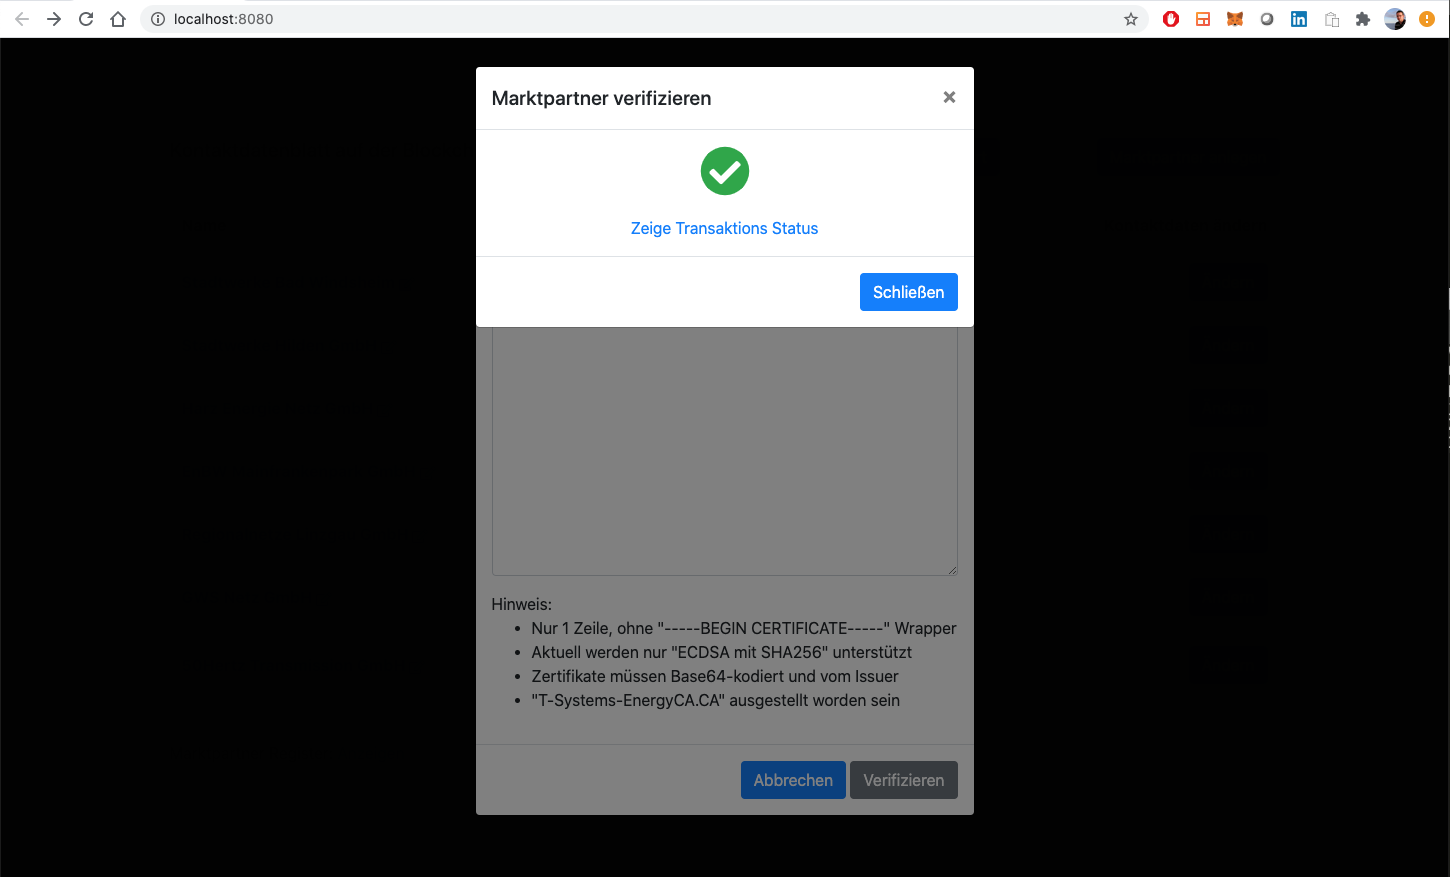 localhost:8080
Marktpartner verifizieren ×
Zeige Transaktions Status
Schließen
Hinweis:
• Nur 1 Zeile, ohne "-----BEGIN CERTIFICATE-----" Wrapper
• Aktuell werden nur "ECDSA mit SHA256" unterstützt
• Zertifikate müssen Base64-kodiert und vom Issuer
• "T-Systems-EnergyCA.CA" ausgestellt worden sein
Abbrechen Verifizieren